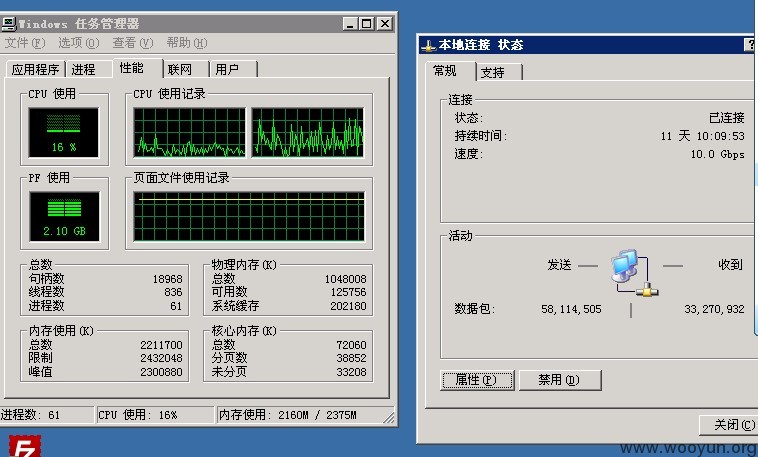 Windows 任务管理器
文件(F) 选项(O) 查看(V) 帮助(H)
应用程序 进程 性能 联网 用户
CPU 使用
16 %
CPU 使用记录
PF 使用
2.10 GB
页面文件使用记录
总数
句柄数 18968
线程数 836
进程数 61
物理内存(K)
总数 1048008
可用数 125756
系统缓存 202180
内存使用(K)
总数 2211700
限制 2432048
峰值 2300880
核心内存(K)
总数 72060
分页数 38852
未分页 33208
进程数: 61 CPU 使用: 16% 内存使用: 2160M / 2375M
本地连接 状态 ?
常规 支持
连接
状态: 已连接
持续时间: 11 天 10:09:53
速度: 10.0 Gbps
活动
发送 收到
数据包: 58,114,505 33,270,932
属性(P) 禁用(D)
关闭(C)
www.wooyun.org
FZ